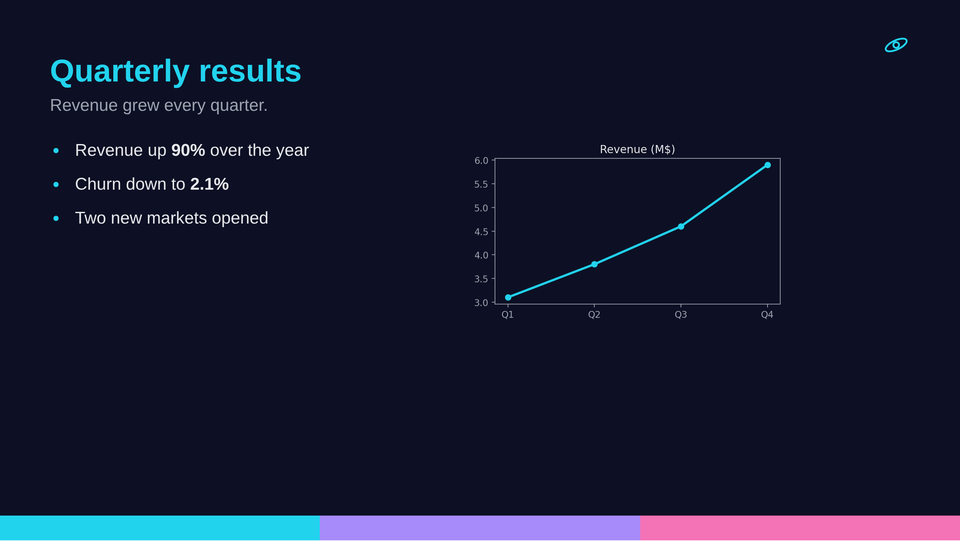 Quarterly results
Revenue grew every quarter.
Revenue up 90% over the year
Churn down to 2.1%
Two new markets opened
Revenue (M$)
6.0
5.5
5.0
4.5
4.0
3.5
3.0
Q1 Q2 Q3 Q4